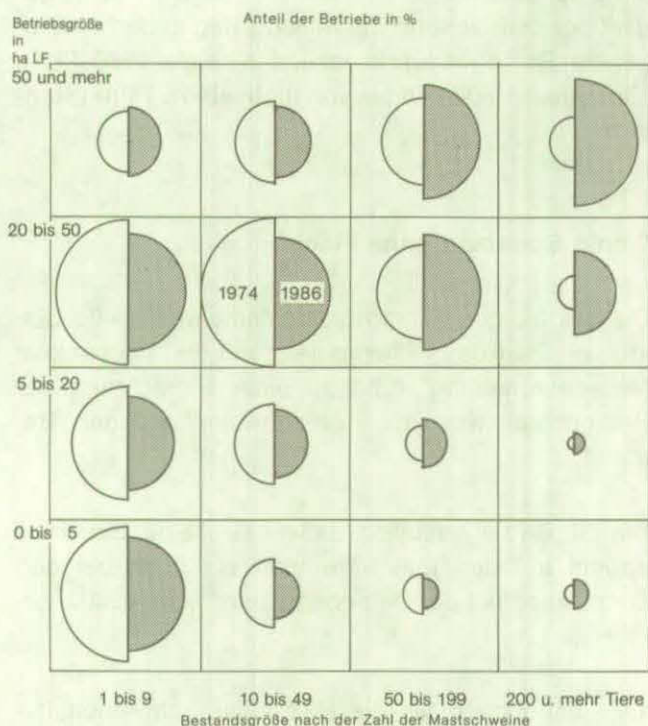 Anteil der Betriebe in %
Betriebsgröße
in
ha LF
50 und mehr
20 bis 50
1974 1986
5 bis 20
0 bis 5
1 bis 9 10 bis 49 50 bis 199 200 u. mehr Tiere
Bestandsgröße nach der Zahl der Mastschweine